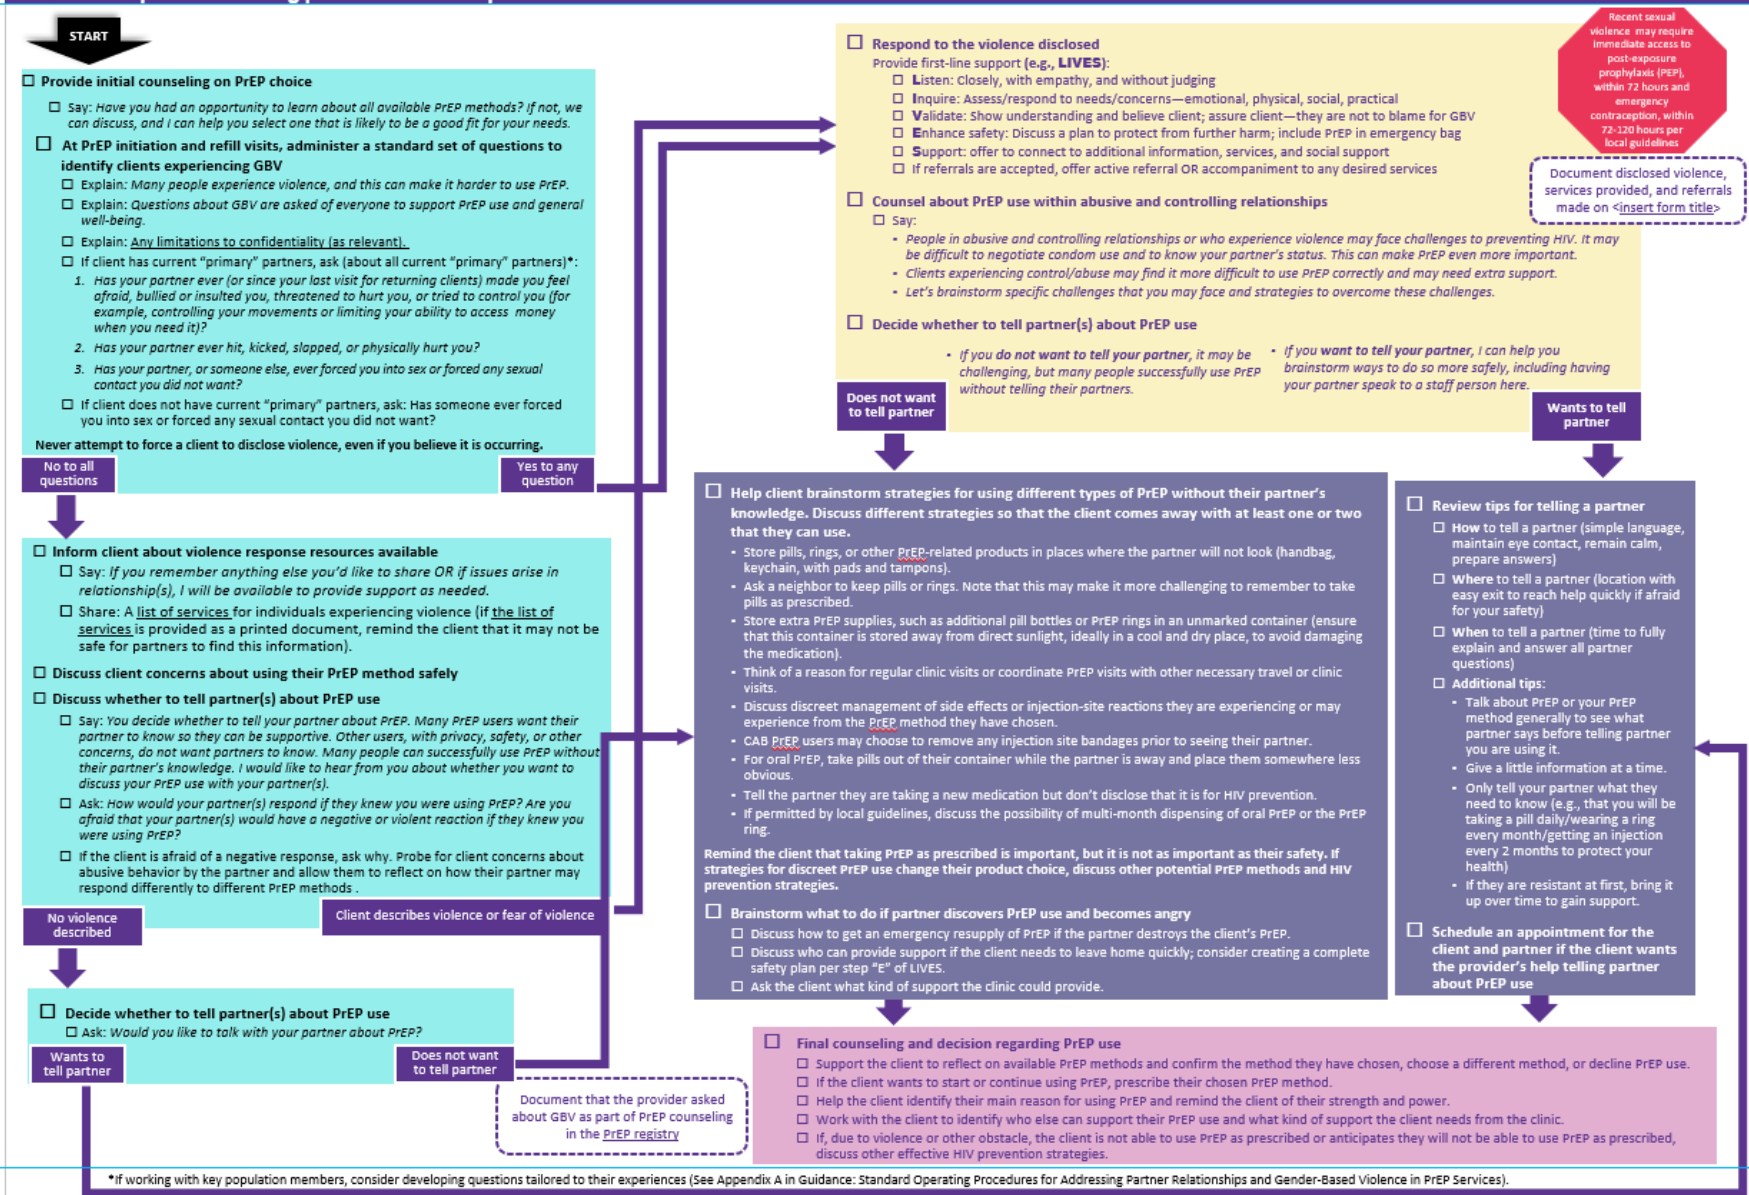 START
☐ Provide initial counseling on PrEP choice
☐ Say: Have you had an opportunity to learn about all available PrEP methods? If not, we
can discuss, and I can help you select one that is likely to be a good fit for your needs.
☐ At PrEP initiation and refill visits, administer a standard set of questions to
identify clients experiencing GBV
☐ Explain: Many people experience violence, and this can make it harder to use PrEP.
☐ Explain: Questions about GBV are asked of everyone to support PrEP use and general
well-being.
☐ Explain: Any limitations to confidentiality (as relevant).
☐ If client has current "primary" partners, ask (about all current "primary" partners)*:
1. Has your partner ever (or since your last visit for returning clients) made you feel
afraid, bullied or insulted you, threatened to hurt you, or tried to control you (for
example, controlling your movements or limiting your ability to access money
when you need it)?
2. Has your partner ever hit, kicked, slapped, or physically hurt you?
3. Has your partner, or someone else, ever forced you into sex or forced any sexual
contact you did not want?
☐ If client does not have current "primary" partners, ask: Has someone ever forced
you into sex or forced any sexual contact you did not want?
Never attempt to force a client to disclose violence, even if you believe it is occurring.
No to all
questions
Yes to any
question
☐ Inform client about violence response resources available
☐ Say: If you remember anything else you'd like to share OR if issues arise in
relationship(s), I will be available to provide support as needed.
☐ Share: A list of services for individuals experiencing violence (if the list of
services is provided as a printed document, remind the client that it may not be
safe for partners to find this information).
☐ Discuss client concerns about using their PrEP method safely
☐ Discuss whether to tell partner(s) about PrEP use
☐ Say: You decide whether to tell your partner about PrEP. Many PrEP users want their
partner to know so they can be supportive. Other users, with privacy, safety, or other
concerns, do not want partners to know. Many people can successfully use PrEP without
their partner's knowledge. I would like to hear from you about whether you want to
discuss your PrEP use with your partner(s).
☐ Ask: How would your partner(s) respond if they knew you were using PrEP? Are you
afraid that your partner(s) would have a negative or violent reaction if they knew you
were using PrEP?
☐ If the client is afraid of a negative response, ask why. Probe for client concerns about
abusive behavior by the partner and allow them to reflect on how their partner may
respond differently to different PrEP methods .
No violence
described
Client describes violence or fear of violence
☐ Decide whether to tell partner(s) about PrEP use
☐ Ask: Would you like to talk with your partner about PrEP?
Wants to
tell partner
Does not want
to tell partner
Document that the provider asked
about GBV as part of PrEP counseling
in the PrEP registry
☐ Respond to the violence disclosed
Provide first-line support (e.g., LIVES):
☐ Listen: Closely, with empathy, and without judging
☐ Inquire: Assess/respond to needs/concerns—emotional, physical, social, practical
☐ Validate: Show understanding and believe client; assure client—they are not to blame for GBV
☐ Enhance safety: Discuss a plan to protect from further harm; include PrEP in emergency bag
☐ Support: offer to connect to additional information, services, and social support
☐ If referrals are accepted, offer active referral OR accompaniment to any desired services
☐ Counsel about PrEP use within abusive and controlling relationships
☐ Say:
• People in abusive and controlling relationships or who experience violence may face challenges to preventing HIV. It may
be difficult to negotiate condom use and to know your partner's status. This can make PrEP even more important.
• Clients experiencing control/abuse may find it more difficult to use PrEP correctly and may need extra support.
• Let's brainstorm specific challenges that you may face and strategies to overcome these challenges.
☐ Decide whether to tell partner(s) about PrEP use
• If you do not want to tell your partner, it may be
challenging, but many people successfully use PrEP
without telling their partners.
• If you want to tell your partner, I can help you
brainstorm ways to do so more safely, including having
your partner speak to a staff person here.
Does not want
to tell partner
Wants to tell
partner
Recent sexual
violence may require
immediate access to
post-exposure
prophylaxis (PEP),
within 72 hours and
emergency
contraception, within
72-120 hours per
local guidelines
Document disclosed violence,
services provided, and referrals
made on <insert form title>
☐ Help client brainstorm strategies for using different types of PrEP without their partner's
knowledge. Discuss different strategies so that the client comes away with at least one or two
that they can use.
• Store pills, rings, or other PrEP-related products in places where the partner will not look (handbag,
keychain, with pads and tampons).
• Ask a neighbor to keep pills or rings. Note that this may make it more challenging to remember to take
pills as prescribed.
• Store extra PrEP supplies, such as additional pill bottles or PrEP rings in an unmarked container (ensure
that this container is stored away from direct sunlight, ideally in a cool and dry place, to avoid damaging
the medication).
• Think of a reason for regular clinic visits or coordinate PrEP visits with other necessary travel or clinic
visits.
• Discuss discreet management of side effects or injection-site reactions they are experiencing or may
experience from the PrEP method they have chosen.
• CAB PrEP users may choose to remove any injection site bandages prior to seeing their partner.
• For oral PrEP, take pills out of their container while the partner is away and place them somewhere less
obvious.
• Tell the partner they are taking a new medication but don't disclose that it is for HIV prevention.
• If permitted by local guidelines, discuss the possibility of multi-month dispensing of oral PrEP or the PrEP
ring.
Remind the client that taking PrEP as prescribed is important, but it is not as important as their safety. If
strategies for discreet PrEP use change their product choice, discuss other potential PrEP methods and HIV
prevention strategies.
☐ Brainstorm what to do if partner discovers PrEP use and becomes angry
☐ Discuss how to get an emergency resupply of PrEP if the partner destroys the client's PrEP.
☐ Discuss who can provide support if the client needs to leave home quickly; consider creating a complete
safety plan per step "E" of LIVES.
☐ Ask the client what kind of support the clinic could provide.
☐ Review tips for telling a partner
☐ How to tell a partner (simple language,
maintain eye contact, remain calm,
prepare answers)
☐ Where to tell a partner (location with
easy exit to reach help quickly if afraid
for your safety)
☐ When to tell a partner (time to fully
explain and answer all partner
questions)
☐ Additional tips:
• Talk about PrEP or your PrEP
method generally to see what
partner says before telling partner
you are using it.
• Give a little information at a time.
• Only tell your partner what they
need to know (e.g., that you will be
taking a pill daily/wearing a ring
every month/getting an injection
every 2 months to protect your
health)
• If they are resistant at first, bring it
up over time to gain support.
☐ Schedule an appointment for the
client and partner if the client wants
the provider's help telling partner
about PrEP use
☐ Final counseling and decision regarding PrEP use
☐ Support the client to reflect on available PrEP methods and confirm the method they have chosen, choose a different method, or decline PrEP use.
☐ If the client wants to start or continue using PrEP, prescribe their chosen PrEP method.
☐ Help the client identify their main reason for using PrEP and remind the client of their strength and power.
☐ Work with the client to identify who else can support their PrEP use and what kind of support the client needs from the clinic.
☐ If, due to violence or other obstacle, the client is not able to use PrEP as prescribed or anticipates they will not be able to use PrEP as prescribed,
discuss other effective HIV prevention strategies.
*If working with key population members, consider developing questions tailored to their experiences (See Appendix A in Guidance: Standard Operating Procedures for Addressing Partner Relationships and Gender-Based Violence in PrEP Services).